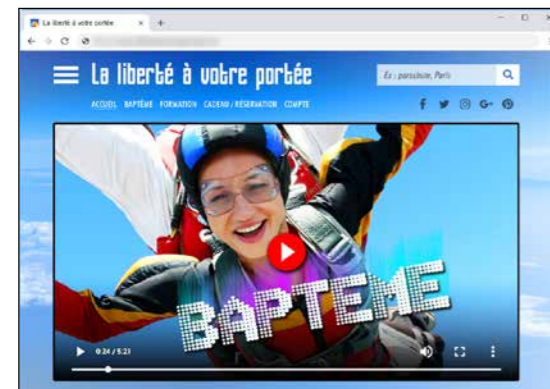 La liberté à votre portée
La liberté à votre portée
Ex : parachute, Paris
ACCUEIL BAPTÊME FORMATION CADEAU / RÉSERVATION COMPTE
BAPTEME
0:24 / 5:21